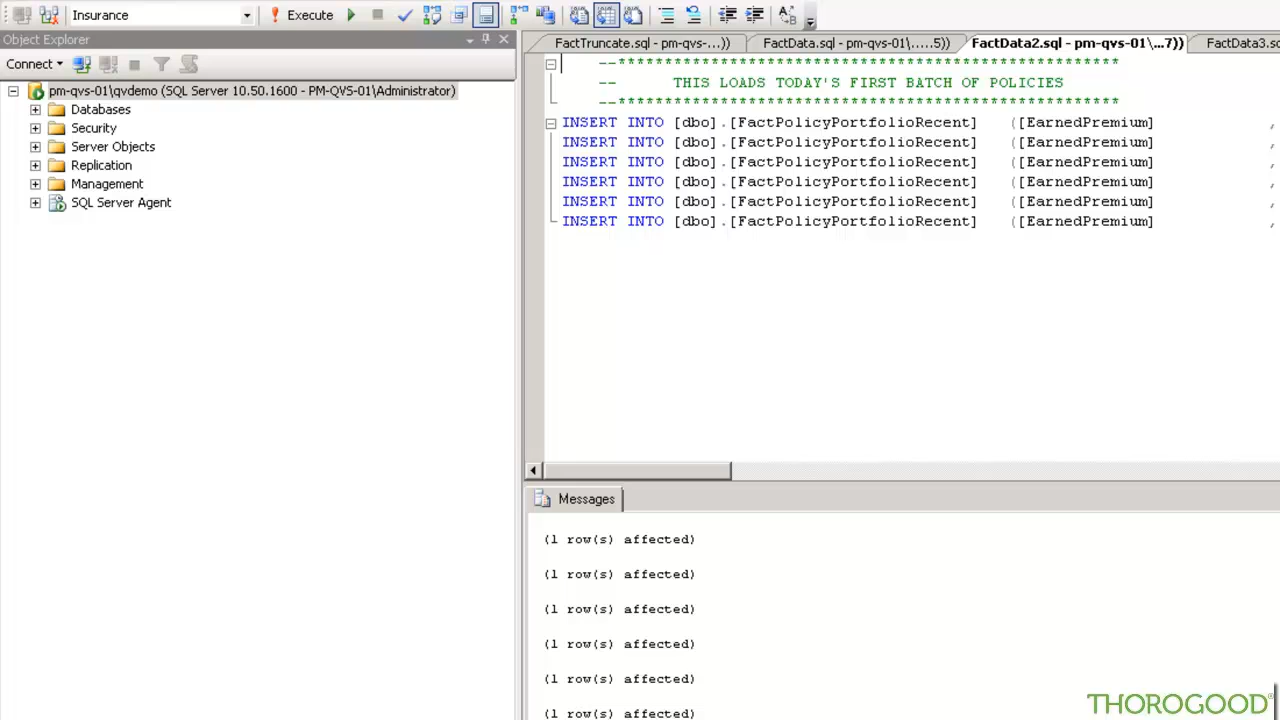 Insurance
Execute
Object Explorer
Connect
pm-qvs-01\qvdemo (SQL Server 10.50.1600 - PM-QVS-01\Administrator)
Databases
Security
Server Objects
Replication
Management
SQL Server Agent
FactTruncate.sql - pm-qvs-...)) FactData.sql - pm-qvs-01\.....5)) FactData2.sql - pm-qvs-01\...7)) FactData3.sc
--******************************************************
-- THIS LOADS TODAY'S FIRST BATCH OF POLICIES
--******************************************************
INSERT INTO [dbo].[FactPolicyPortfolioRecent] ([EarnedPremium] ,
INSERT INTO [dbo].[FactPolicyPortfolioRecent] ([EarnedPremium] ,
INSERT INTO [dbo].[FactPolicyPortfolioRecent] ([EarnedPremium] ,
INSERT INTO [dbo].[FactPolicyPortfolioRecent] ([EarnedPremium] ,
INSERT INTO [dbo].[FactPolicyPortfolioRecent] ([EarnedPremium] ,
INSERT INTO [dbo].[FactPolicyPortfolioRecent] ([EarnedPremium] ,
Messages
(1 row(s) affected)
(1 row(s) affected)
(1 row(s) affected)
(1 row(s) affected)
(1 row(s) affected)
(1 row(s) affected)
THOROGOOD